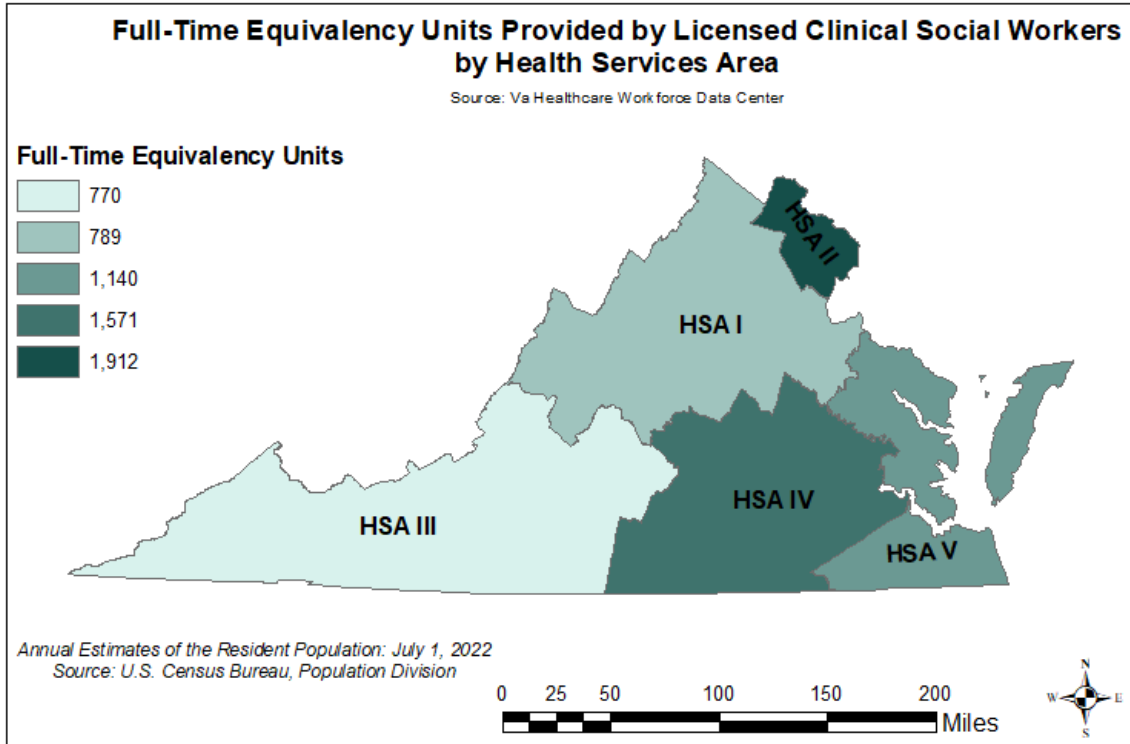 Full-Time Equivalency Units Provided by Licensed Clinical Social Workers
by Health Services Area
Source: Va Healthcare Workforce Data Center
Full-Time Equivalency Units
770
789
1,140
1,571
1,912
HSA II
HSA I
HSA IV
HSA III
HSA V
Annual Estimates of the Resident Population: July 1, 2022
Source: U.S. Census Bureau, Population Division
0 25 50 100 150 200
Miles
N
W E
S